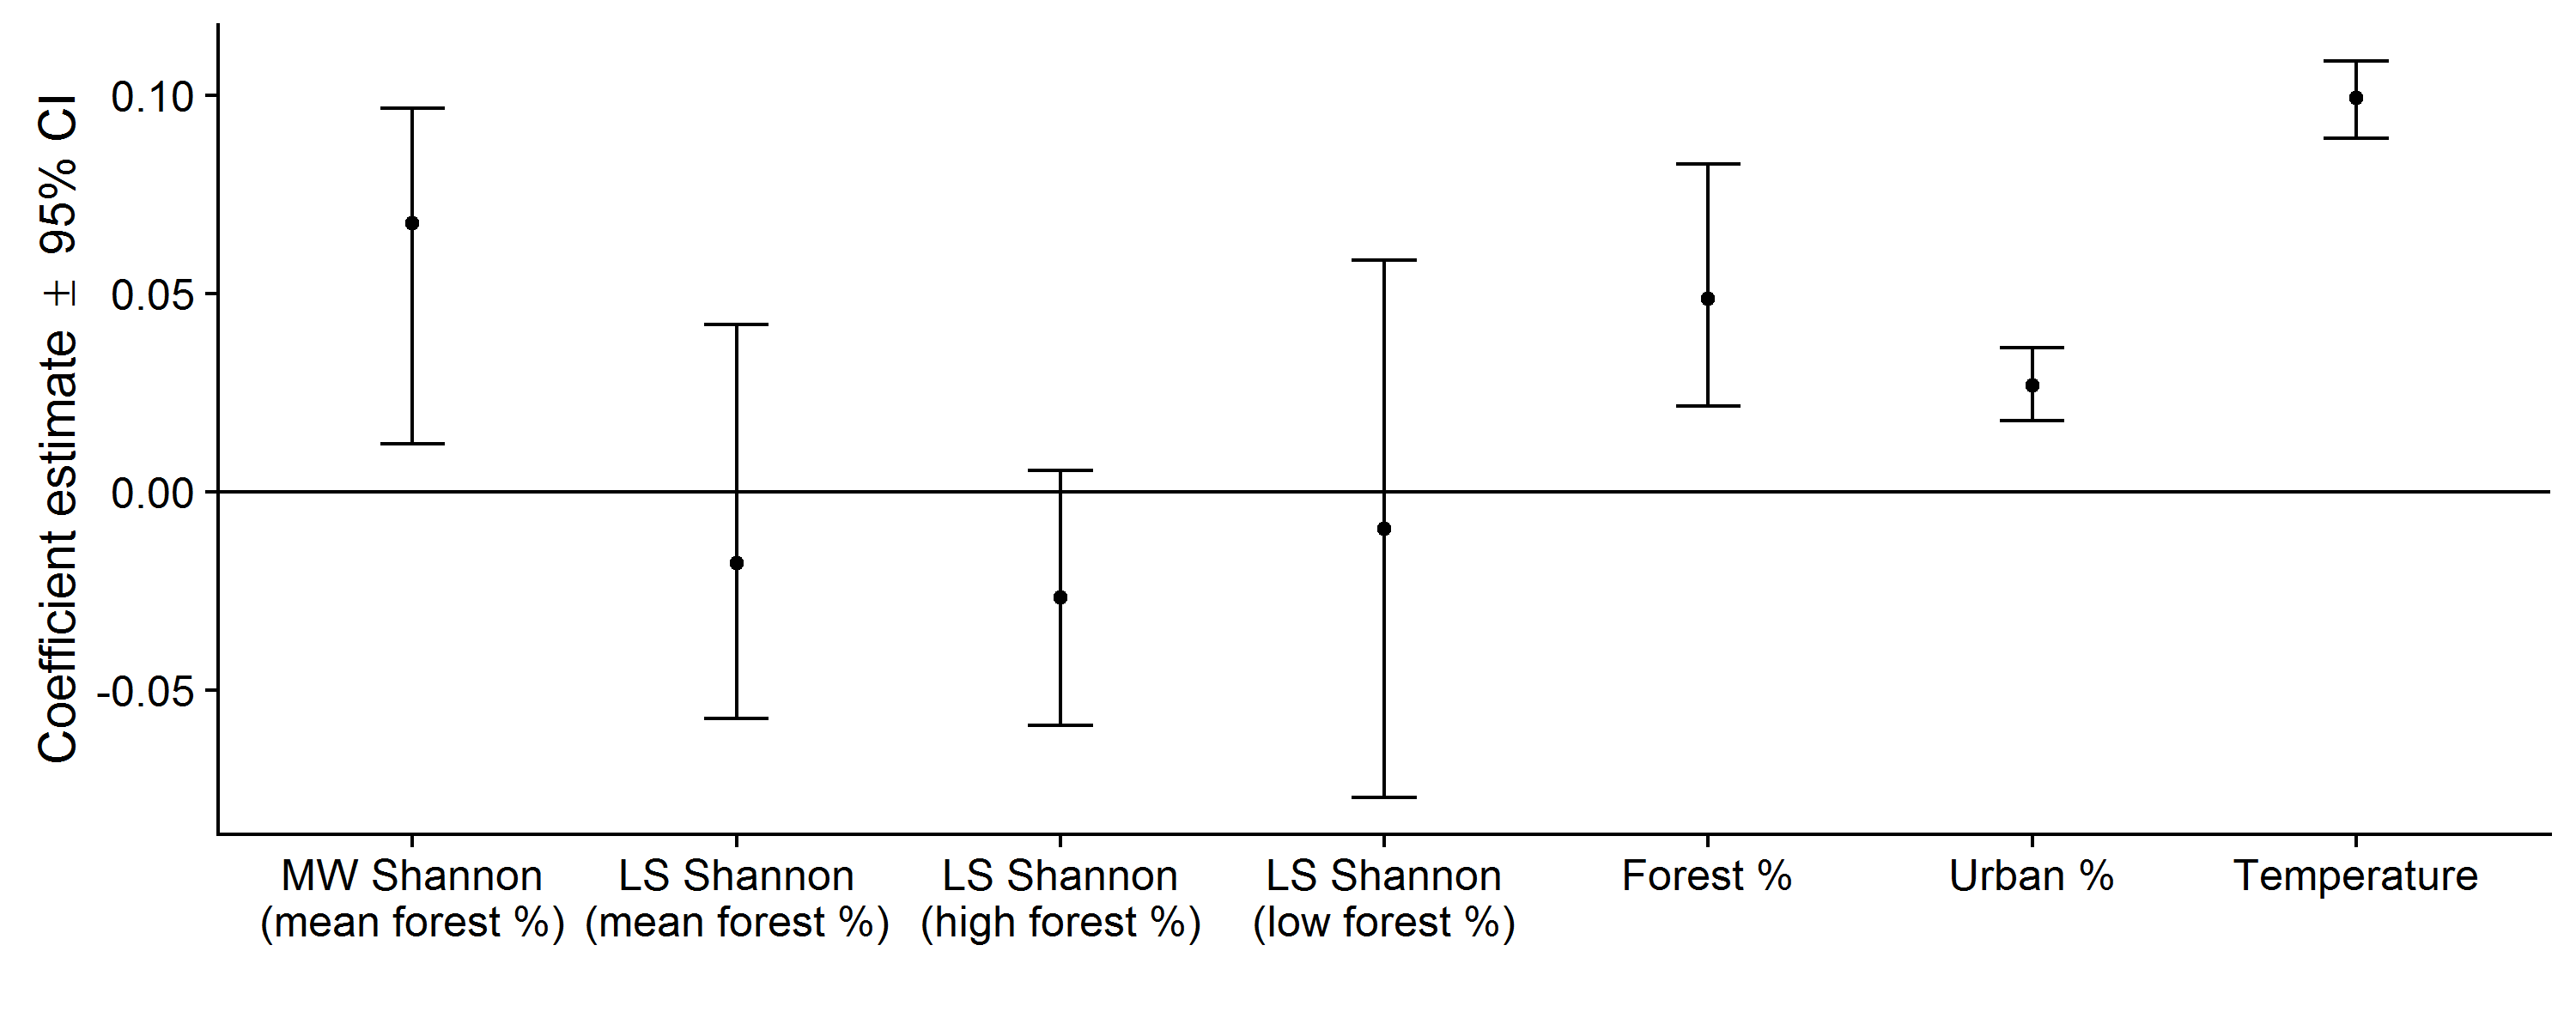 Coefficient estimate ± 95% CI
0.10
0.05
0.00
-0.05
MW Shannon
(mean forest %)
LS Shannon
(mean forest %)
LS Shannon
(high forest %)
LS Shannon
(low forest %)
Forest %
Urban %
Temperature